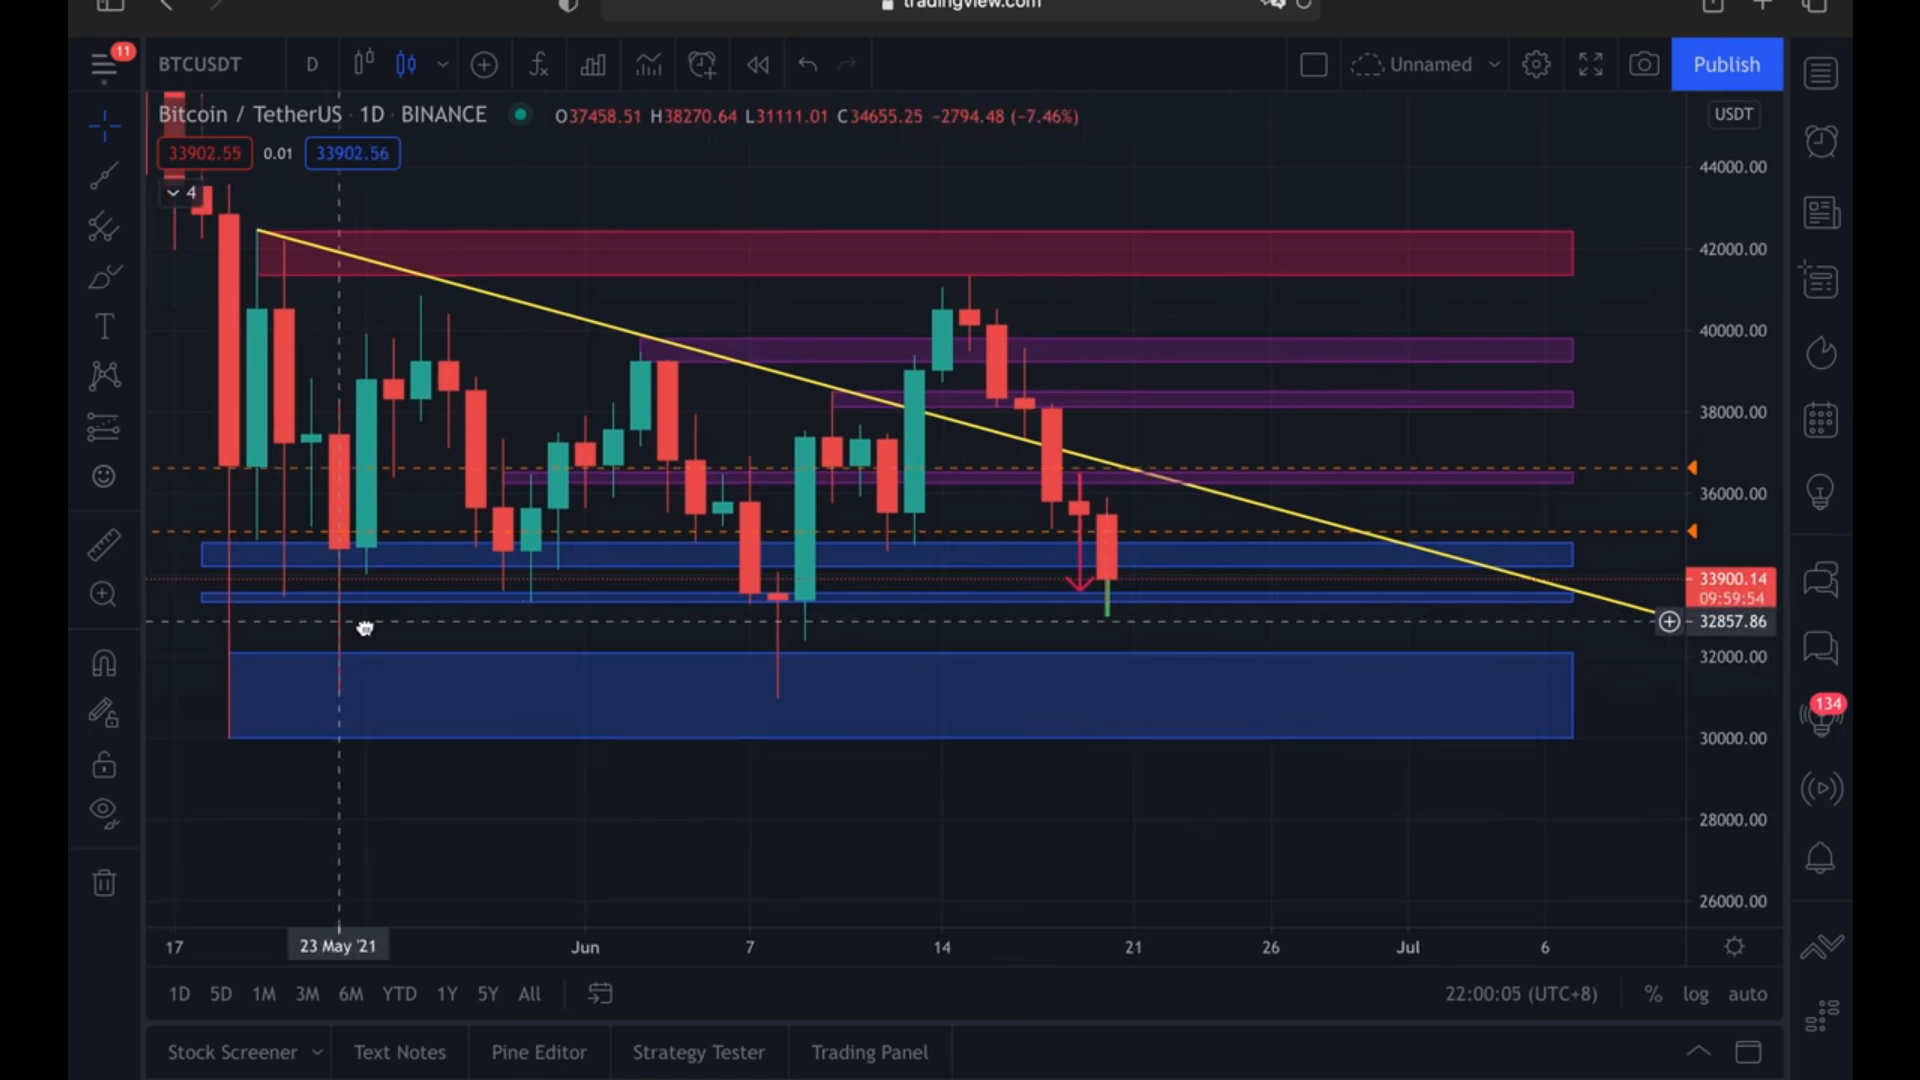 tradingview.com
11
BTCUSDT D Unnamed Publish
Bitcoin / TetherUS · 1D · BINANCE O37458.51 H38270.64 L31111.01 C34655.25 −2794.48 (−7.46%) USDT
33902.55 0.01 33902.56
4
44000.00
42000.00
40000.00
38000.00
36000.00
33900.14
09:59:54
32857.86
32000.00
134
30000.00
28000.00
26000.00
17 23 May '21 Jun 7 14 21 26 Jul 6
1D 5D 1M 3M 6M YTD 1Y 5Y All 22:00:05 (UTC+8) % log auto
Stock Screener Text Notes Pine Editor Strategy Tester Trading Panel